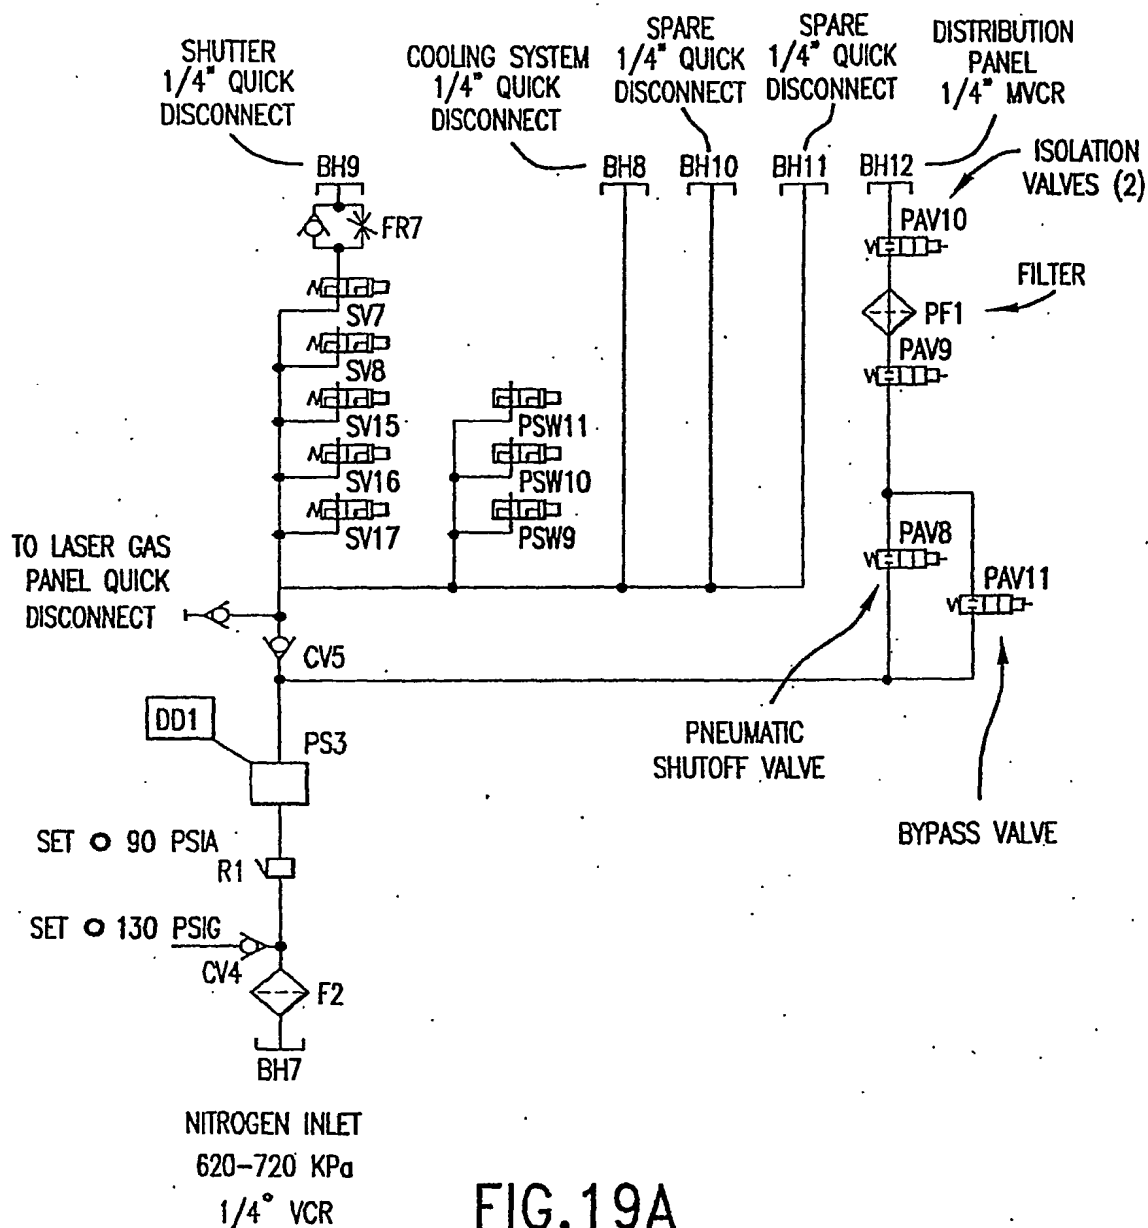 SHUTTER
1/4" QUICK
DISCONNECT
COOLING SYSTEM
1/4" QUICK
DISCONNECT
SPARE
1/4" QUICK
DISCONNECT
SPARE
1/4" QUICK
DISCONNECT
DISTRIBUTION
PANEL
1/4" MVCR
ISOLATION
VALVES (2)
BH9
BH8
BH10
BH11
BH12
FR7
PAV10
FILTER
SV7
PF1
SV8
PAV9
SV15
PSW11
SV16
PSW10
SV17
PSW9
TO LASER GAS
PANEL QUICK
DISCONNECT
PAV8
PAV11
CV5
DD1
PS3
PNEUMATIC
SHUTOFF VALVE
BYPASS VALVE
SET O 90 PSIA
R1
SET O 130 PSIG
CV4
F2
BH7
NITROGEN INLET
620-720 KPa
1/4° VCR
FIG.19A